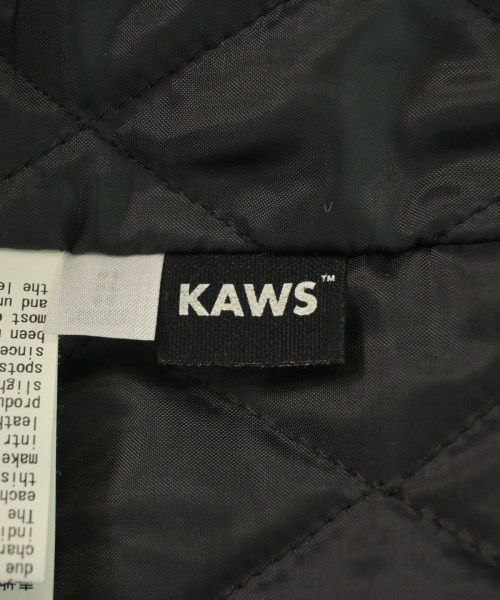 KAWS™
due
char
indi
The
each
this
make
intr
leath
produ
sligh
spots
since
been
most
and un
the le